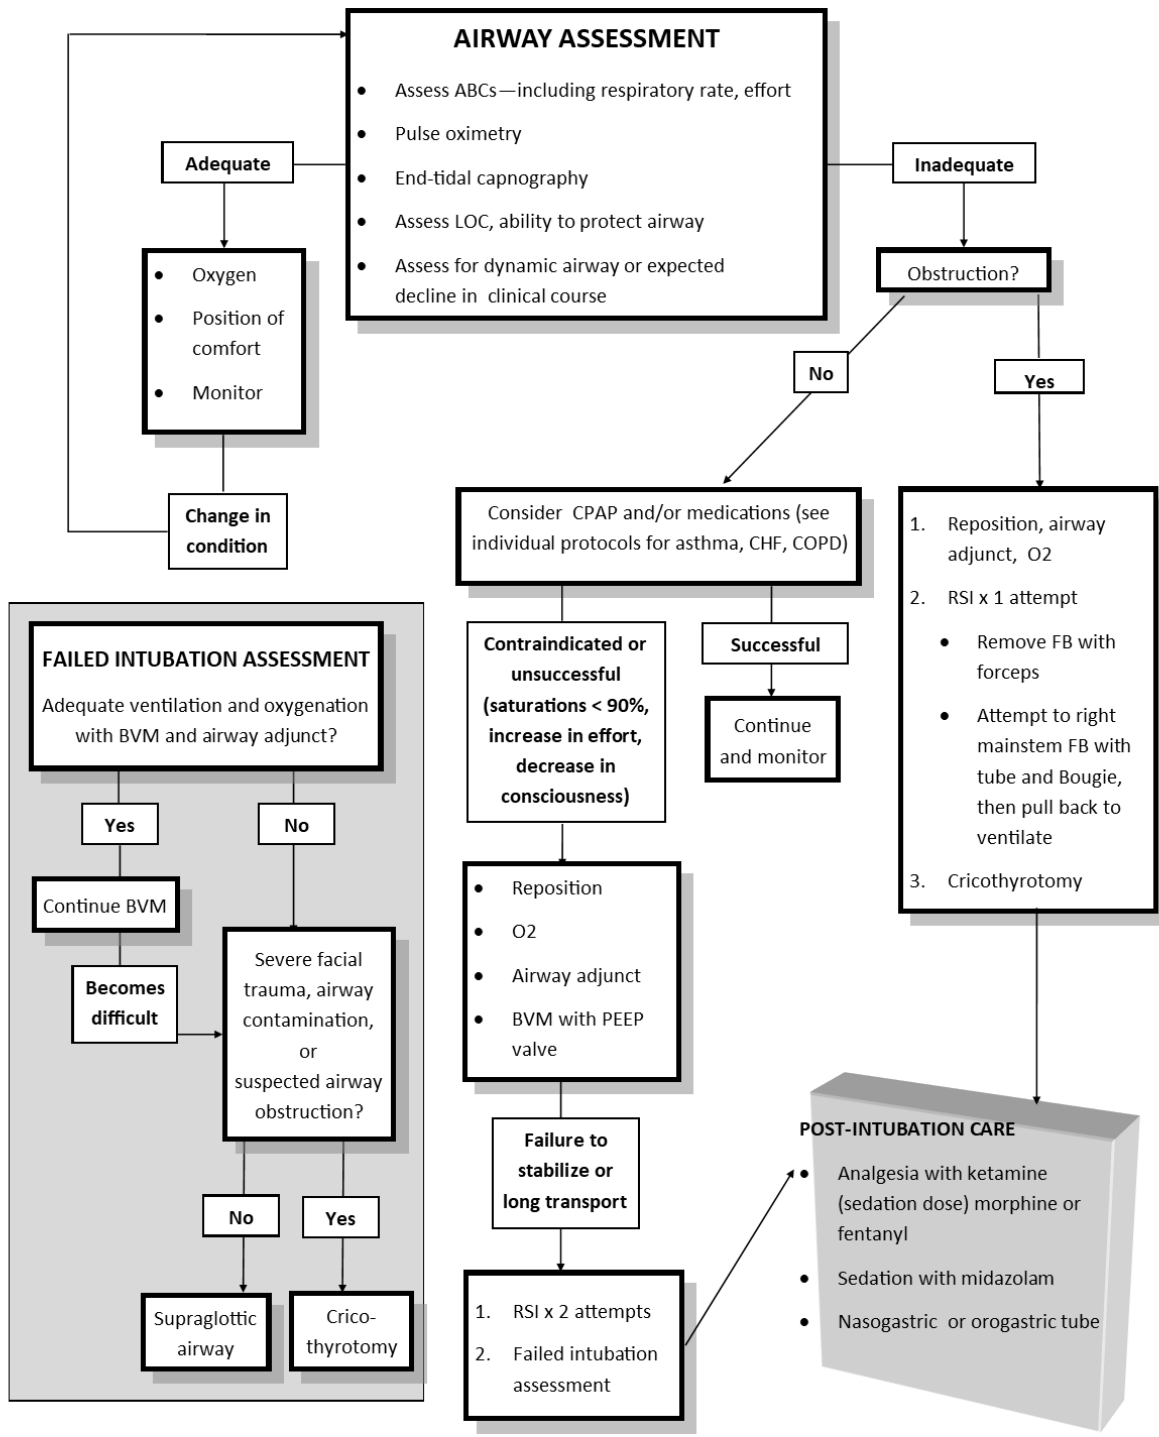 AIRWAY ASSESSMENT
• Assess ABCs—including respiratory rate, effort
• Pulse oximetry
• End-tidal capnography
• Assess LOC, ability to protect airway
• Assess for dynamic airway or expected
decline in clinical course
Adequate
Inadequate
• Oxygen
• Position of
comfort
• Monitor
Change in
condition
Obstruction?
No
Yes
Consider CPAP and/or medications (see
individual protocols for asthma, CHF, COPD)
Contraindicated or
unsuccessful
(saturations < 90%,
increase in effort,
decrease in
consciousness)
Successful
Continue
and monitor
1. Reposition, airway
adjunct, O2
2. RSI x 1 attempt
• Remove FB with
forceps
• Attempt to right
mainstem FB with
tube and Bougie,
then pull back to
ventilate
3. Cricothyrotomy
• Reposition
• O2
• Airway adjunct
• BVM with PEEP
valve
Failure to
stabilize or
long transport
1. RSI x 2 attempts
2. Failed intubation
assessment
POST-INTUBATION CARE
• Analgesia with ketamine
(sedation dose) morphine or
fentanyl
• Sedation with midazolam
• Nasogastric or orogastric tube
FAILED INTUBATION ASSESSMENT
Adequate ventilation and oxygenation
with BVM and airway adjunct?
Yes
No
Continue BVM
Becomes
difficult
Severe facial
trauma, airway
contamination,
or
suspected airway
obstruction?
No
Yes
Supraglottic
airway
Crico-
thyrotomy